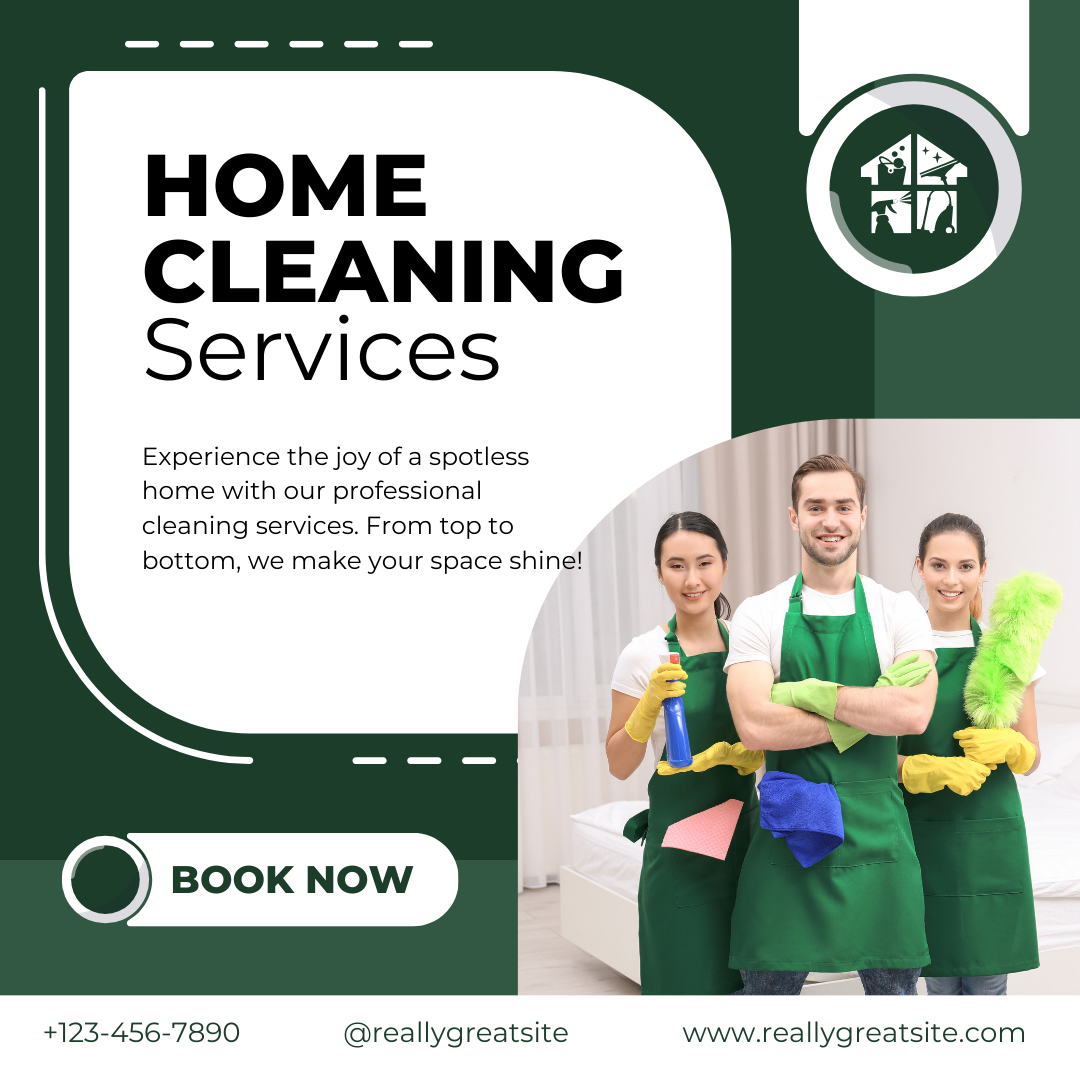 HOME
CLEANING
Services
Experience the joy of a spotless
home with our professional
cleaning services. From top to
bottom, we make your space shine!
BOOK NOW
+123-456-7890
@reallygreatsite
www.reallygreatsite.com